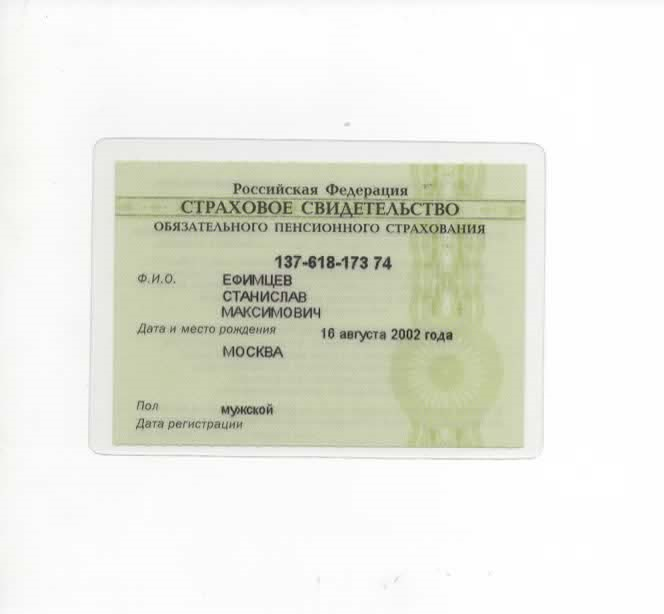 Российская Федерация
СТРАХОВОЕ СВИДЕТЕЛЬСТВО
ОБЯЗАТЕЛЬНОГО ПЕНСИОННОГО СТРАХОВАНИЯ
137-618-173 74
Ф.И.О. ЕФИМЦЕВ
СТАНИСЛАВ
МАКСИМОВИЧ
Дата и место рождения 16 августа 2002 года
МОСКВА
Пол мужской
Дата регистрации